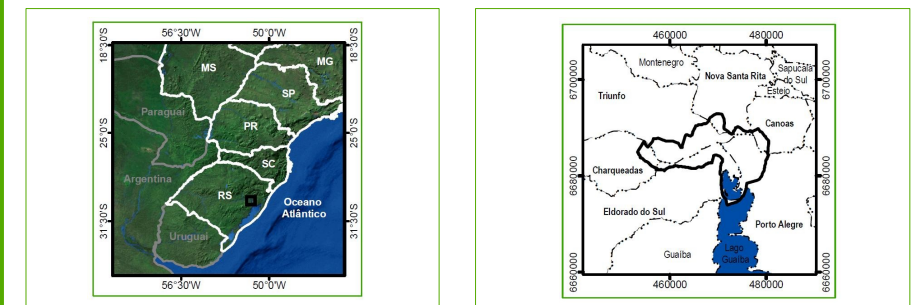 56°30'W 50°0'W
18°30'S 18°30'S
MS MG
SP
Paraguai
PR
25°0'S 25°0'S
SC
Argentina
RS
Oceano
Atlântico
31°30'S 31°30'S
Uruguai
56°30'W 50°0'W
460000 480000
Montenegro
Nova Santa Rita
Sapucaia
do Sul
6700000 6700000
Esteio
Triunfo
Canoas
Charqueadas
6680000 6680000
Eldorado do Sul
Porto Alegre
Guaiba
Lago
Guaiba
6660000 6660000
460000 480000